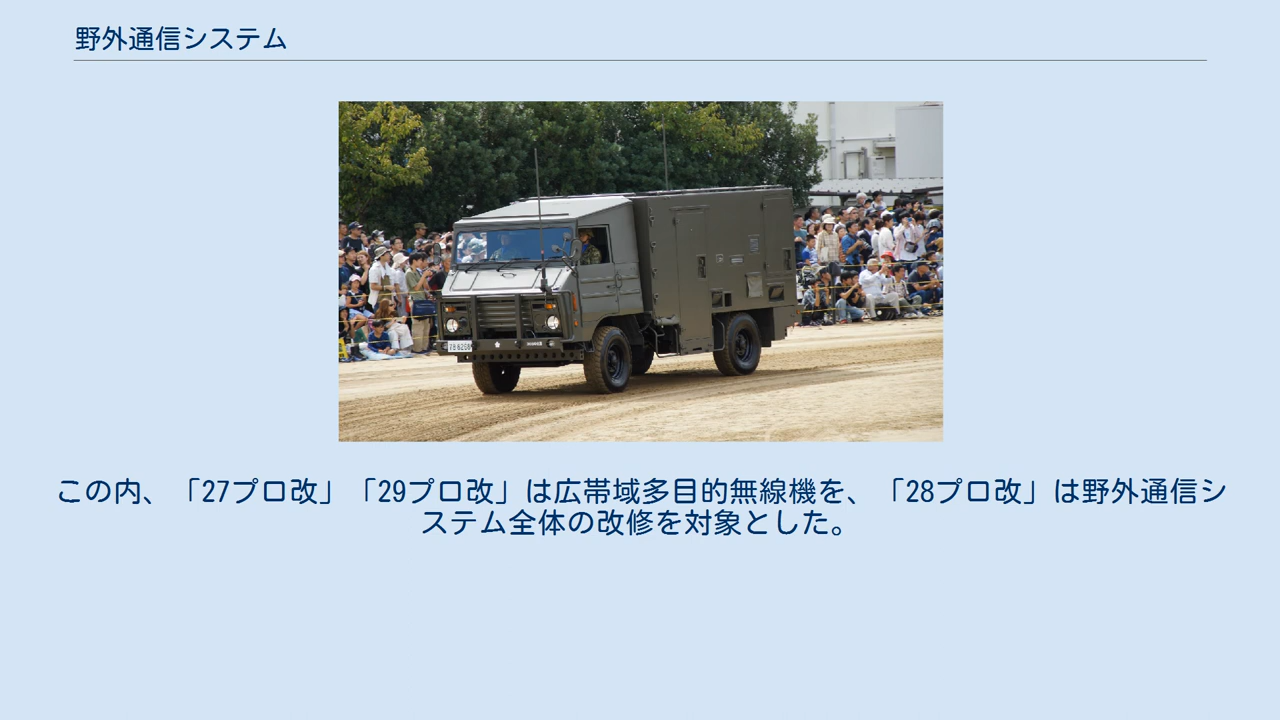 野外通信システム
この内、「27プロ改」「29プロ改」は広帯域多目的無線機を、「28プロ改」は野外通信シ
ステム全体の改修を対象とした。